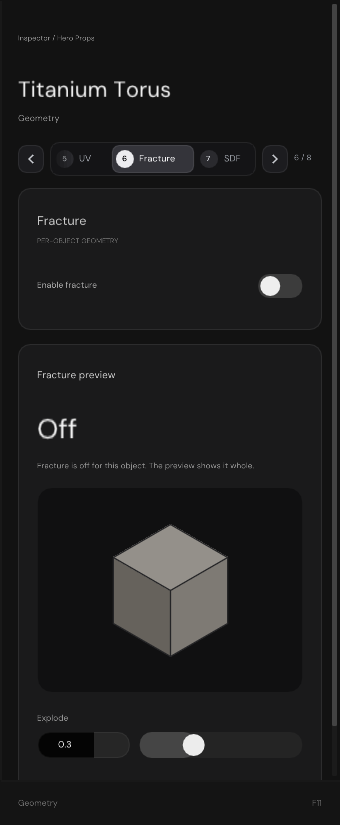 Inspector / Hero Props
Titanium Torus
Geometry
5 UV 6 Fracture 7 SDF 6 / 8
Fracture
PER-OBJECT GEOMETRY
Enable fracture
Fracture preview
Off
Fracture is off for this object. The preview shows it whole.
Explode
0.3
Geometry F11